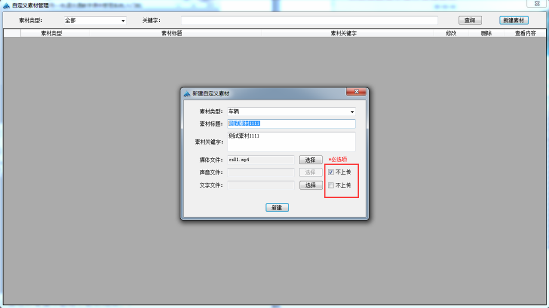 自定义素材管理
素材类型: 全部 关键字: 查询 新建素材
素材类型 素材标题 素材关键字 修改 删除 查看内容
新建自定义素材
素材类型: 车辆
素材标题: 测试素材1111
素材关键字: 测试素材1111
媒体文件: es01.mp4 选择 *必选项!
声音文件: 选择 不上传
文字文件: 选择 不上传
新建